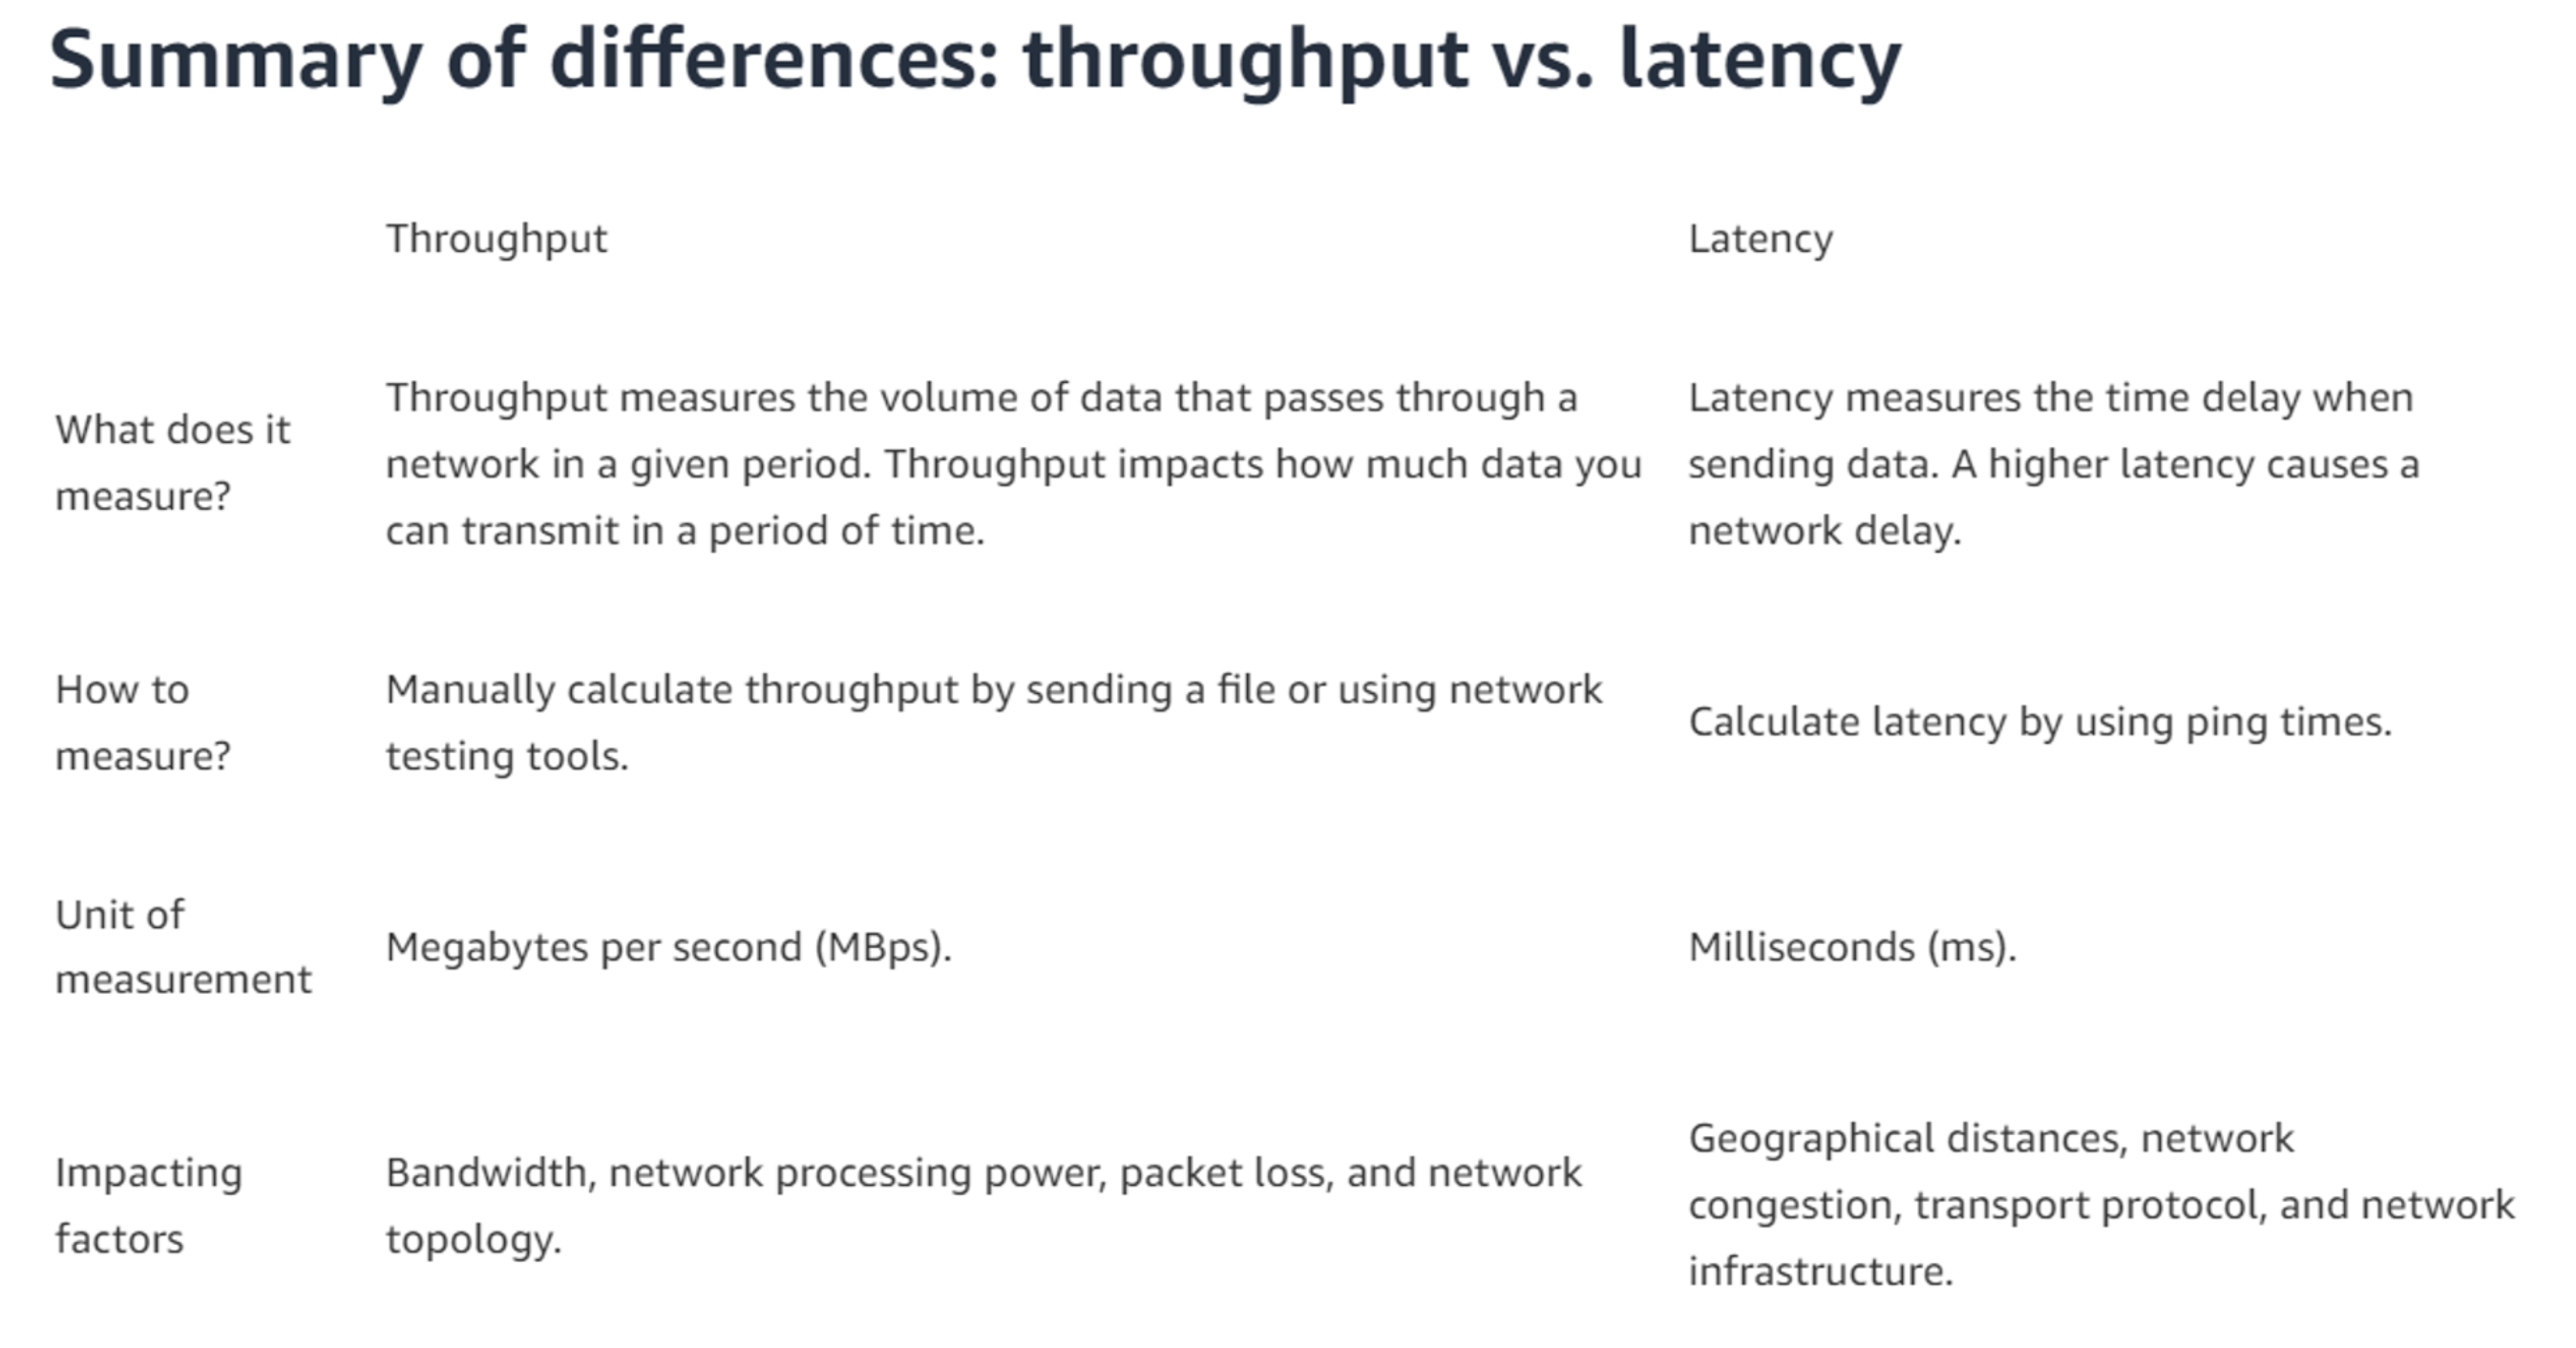 Summary of differences: throughput vs. latency
Throughput
Latency
What does it
measure?
Throughput measures the volume of data that passes through a
network in a given period. Throughput impacts how much data you
can transmit in a period of time.
Latency measures the time delay when
sending data. A higher latency causes a
network delay.
How to
measure?
Manually calculate throughput by sending a file or using network
testing tools.
Calculate latency by using ping times.
Unit of
measurement
Megabytes per second (MBps).
Milliseconds (ms).
Impacting
factors
Bandwidth, network processing power, packet loss, and network
topology.
Geographical distances, network
congestion, transport protocol, and network
infrastructure.